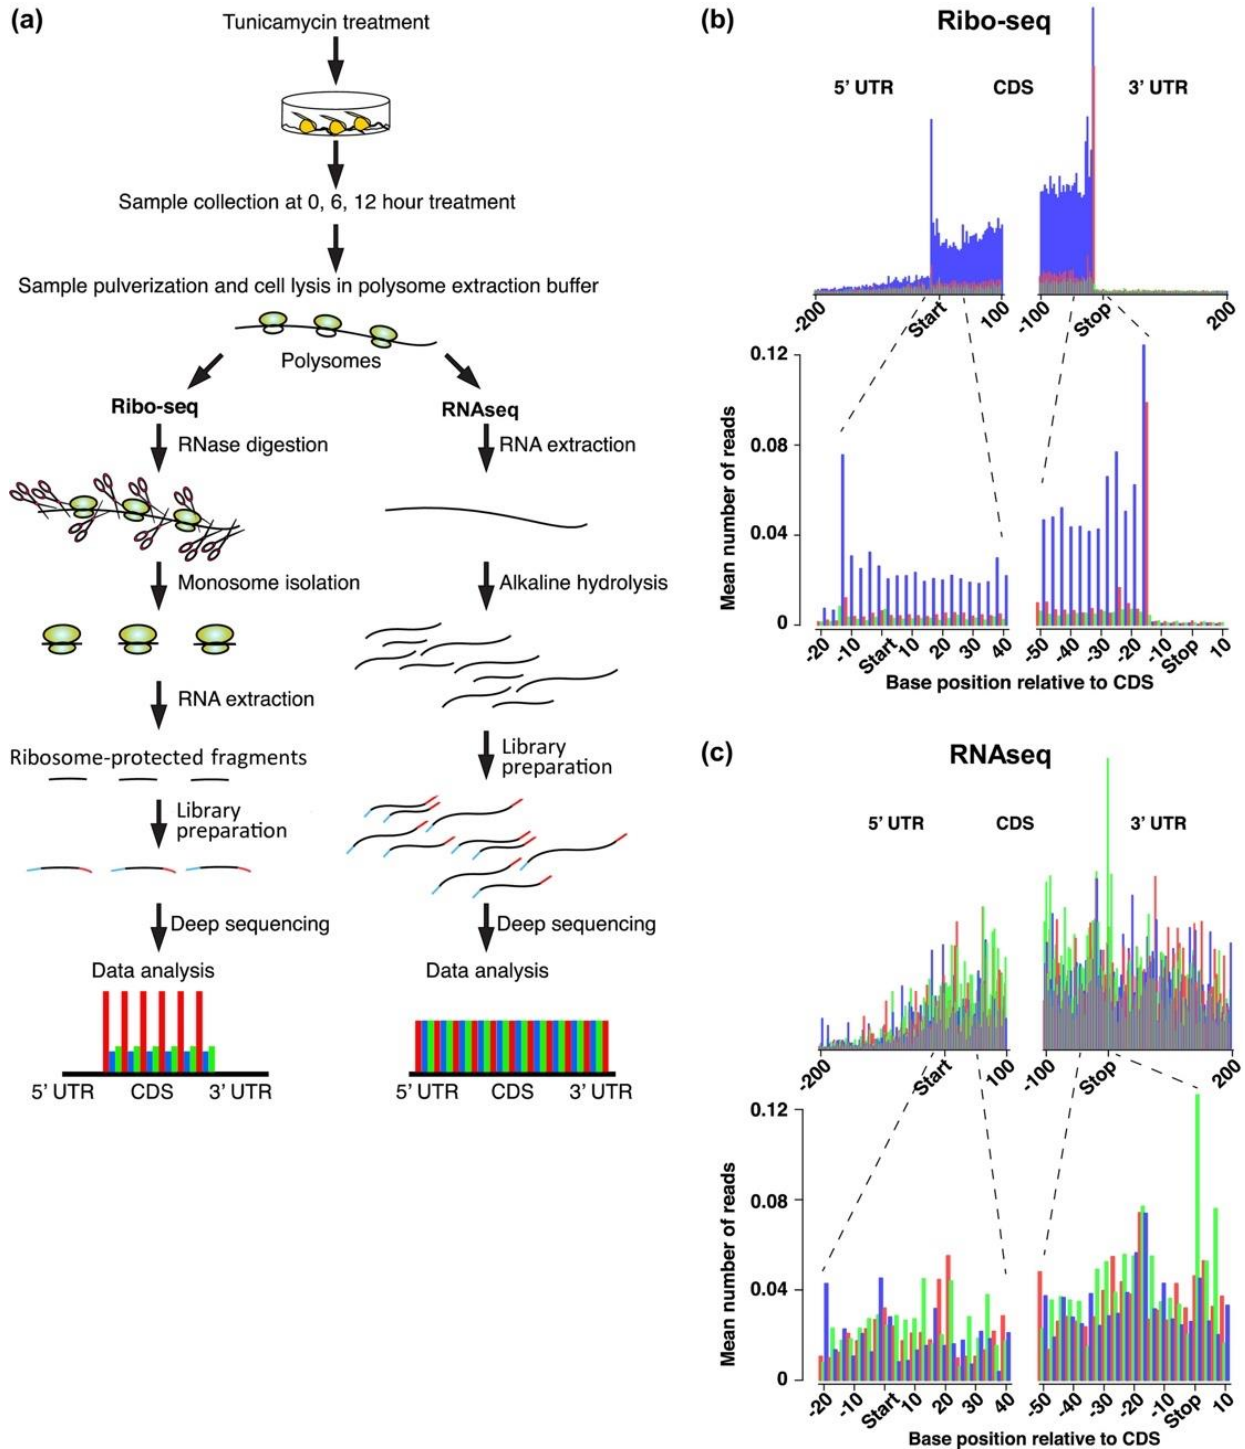 (a)
Tunicamycin treatment
Sample collection at 0, 6, 12 hour treatment
Sample pulverization and cell lysis in polysome extraction buffer
Polysomes
Ribo-seq
RNase digestion
Monosome isolation
RNA extraction
Ribosome-protected fragments
Library
preparation
Deep sequencing
Data analysis
5' UTR CDS 3' UTR
RNAseq
RNA extraction
Alkaline hydrolysis
Library
preparation
Deep sequencing
Data analysis
5' UTR CDS 3' UTR
(b)
Ribo-seq
5' UTR CDS 3' UTR
-200 Start 100 -100 Stop 200
Mean number of reads
0.12
0.08
0.04
0
-20 -10 Start 10 20 30 40 -50 -40 -30 -20 -10 Stop 10
Base position relative to CDS
(c)
RNAseq
5' UTR CDS 3' UTR
-200 Start 100 -100 Stop 200
Mean number of reads
0.12
0.08
0.04
0
-20 -10 Start 10 20 30 40 -50 -40 -30 -20 -10 Stop 10
Base position relative to CDS